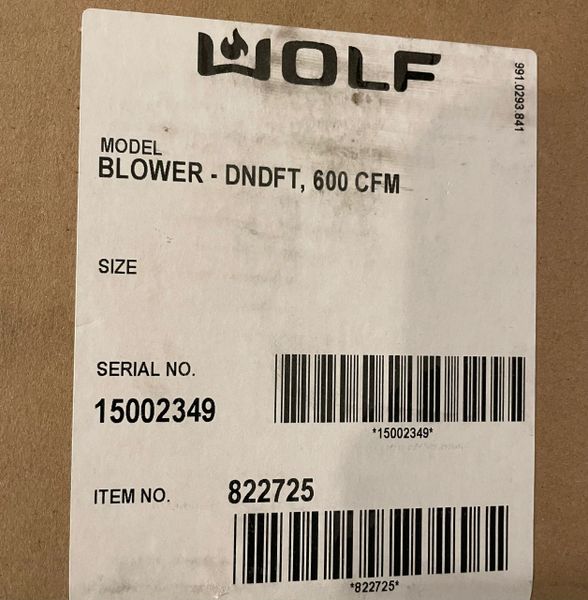 WOLF
991.0293.841
MODEL
BLOWER - DNDFT, 600 CFM
SIZE
SERIAL NO.
15002349
*15002349*
ITEM NO. 822725
*822725*